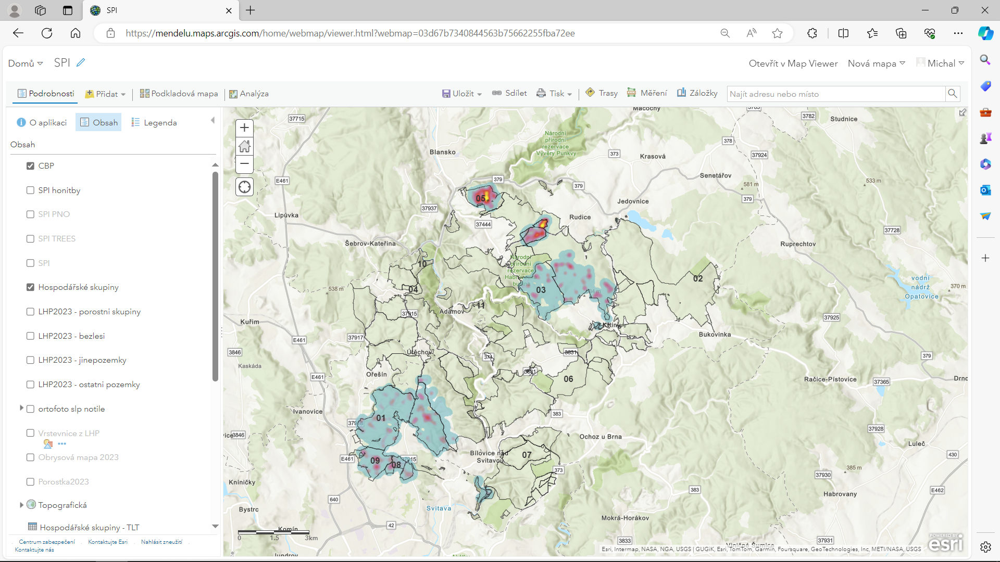 SPI
https://mendelu.maps.arcgis.com/home/webmap/viewer.html?webmap=03d67b7340844563b75662255fba72ee
Domů
SPI
Otevřít v Map Viewer
Nová mapa
Michal
Podrobnosti
Přidat
Podkladová mapa
Analýza
Uložit
Sdílet
Tisk
Trasy
Měření
Záložky
Najít adresu nebo místo
O aplikaci
Obsah
Legenda
Obsah
CBP
SPI honitby
SPI PNO
SPI TREES
SPI
Hospodářské skupiny
LHP2023 - porostni skupiny
LHP2023 - bezlesi
LHP2023 - jinepozemky
LHP2023 - ostatni pozemky
ortofoto slp notile
Vrstevnice z LHP
Obrysová mapa 2023
Porostka2023
Topografická
Hospodářské skupiny - TLT
Centrum zabezpečení
Kontaktujte Esri
Nahlásit zneužití
Kontaktujte nás
Macochy
3783
3782
Studnice
37715
Národní
přírodní
rezervace
Vývěry Punkvy
378
Blansko
373
Krasová
37924
E461
379
379
Senetářov
581 m
533 m
05
379
Jedovnice
37937
Lipůvka
Rudice
37444
37728
Šebrov-Kateřina
Ruprechtov
Národní
přírodní
rezervace
Habrůvecká
bučina
10
02
538 m
04
03
vodní
nádrž
Opatovice
370 m
11
Adamov
37915
37925
Kuřim
Křtiny
Bukovinka
37917
E461
3846
Útěchov
3831
379
374
Kaskáda
Ořešín
3831
E461
06
Račice-Pístovice
Drno
37365
Ivanovice
383
01
37918
37928
3846
Ochoz u Brna
Luleč
Bílovice nad
Svitavou
07
430
E461
09
08
37915
373
385 m
37930
Kníničky
383
E462
Habrovany
640
Bystrc
Svitava
Mokrá-Horákov
42
Komín
0
1.5
3km
3833
37931
Viničné Šumice
Jundrov
POWERED BY
esri
Esri, Intermap, NASA, NGA, USGS | GUGiK, Esri, TomTom, Garmin, Foursquare, GeoTechnologies, Inc, METI/NASA, USGS